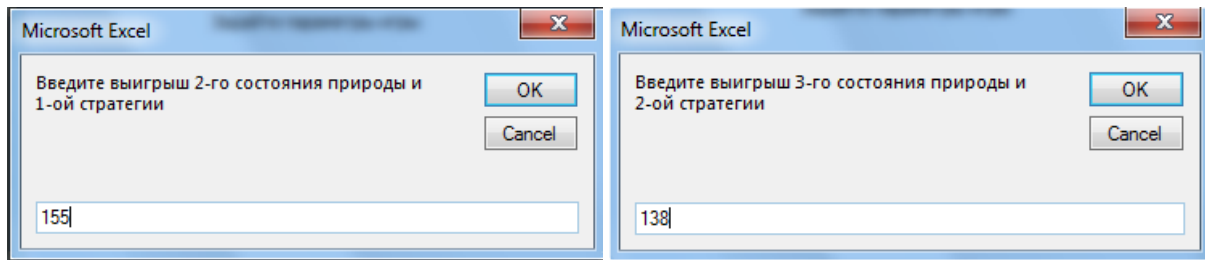 Microsoft Excel
Введите выигрыш 2-го состояния природы и
1-ой стратегии
OK
Cancel
155
Microsoft Excel
Введите выигрыш 3-го состояния природы и
2-ой стратегии
OK
Cancel
138